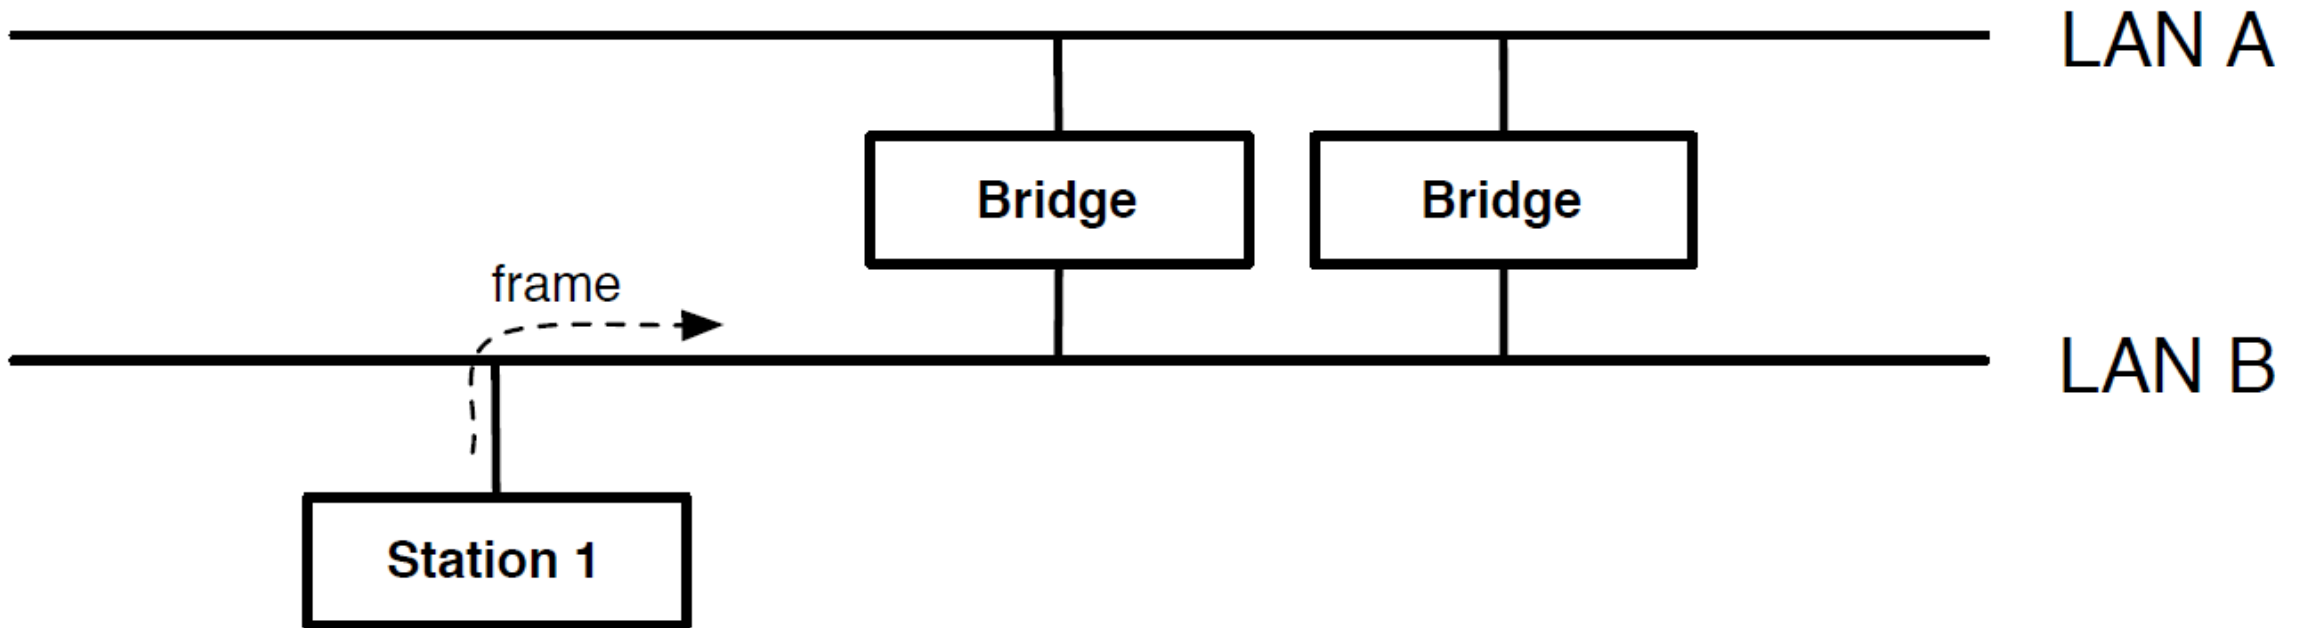 LAN A
Bridge
Bridge
frame
LAN B
Station 1